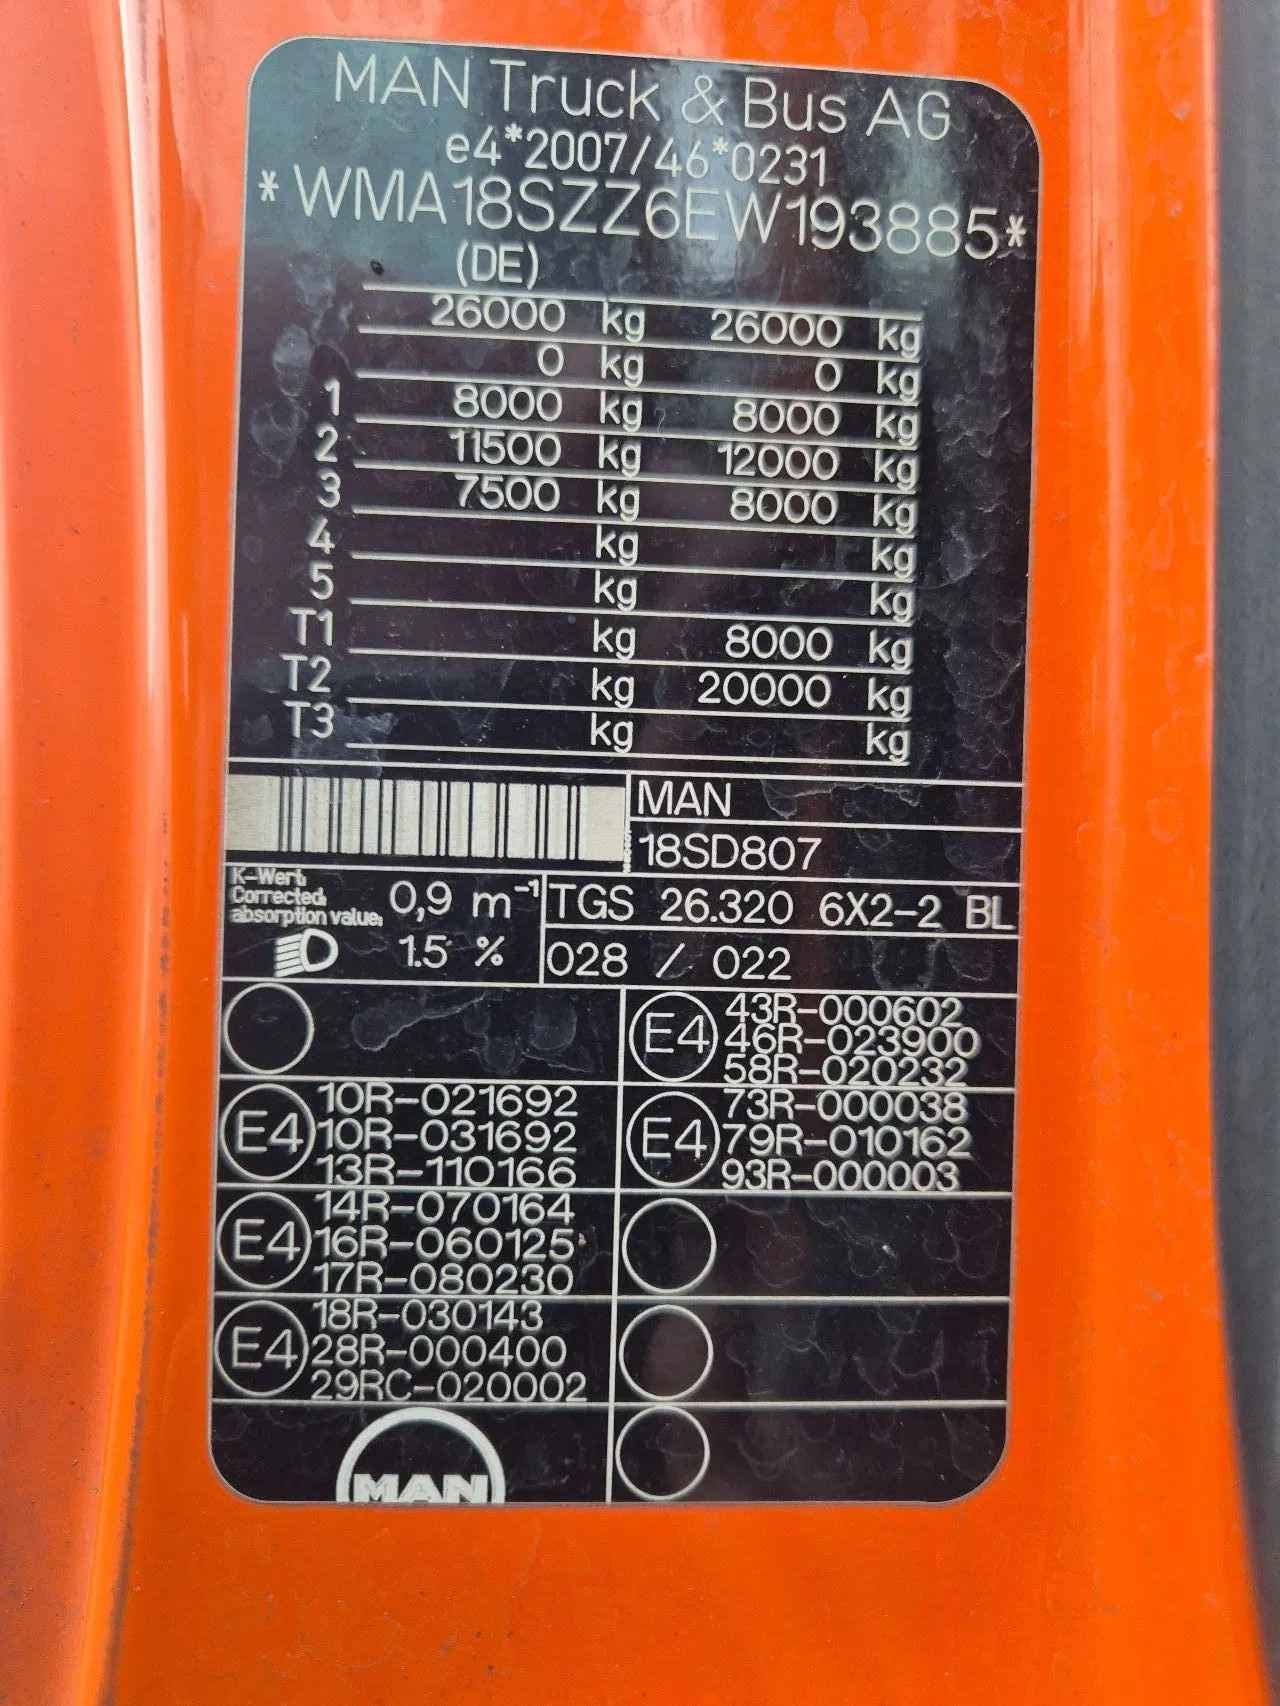 MAN Truck & Bus AG
e4*2007/46*0231
*WMA18SZZ6EW193885*
(DE)
26000 kg 26000 kg
0 kg 0 kg
1 8000 kg 8000 kg
2 11500 kg 12000 kg
3 7500 kg 8000 kg
4 kg kg
5 kg kg
T1 kg 8000 kg
T2 kg 20000 kg
T3 kg kg
MAN
18SD807
K-Wert,
Corrected,
absorption value:
0,9 m⁻¹
TGS 26.320 6X2-2 BL
1.5 %
028 / 022
E4
43R-000602
46R-023900
58R-020232
E4
10R-021692
10R-031692
13R-110166
E4
73R-000038
79R-010162
93R-000003
E4
14R-070164
16R-060125
17R-080230
E4
18R-030143
28R-000400
29RC-020002
MAN